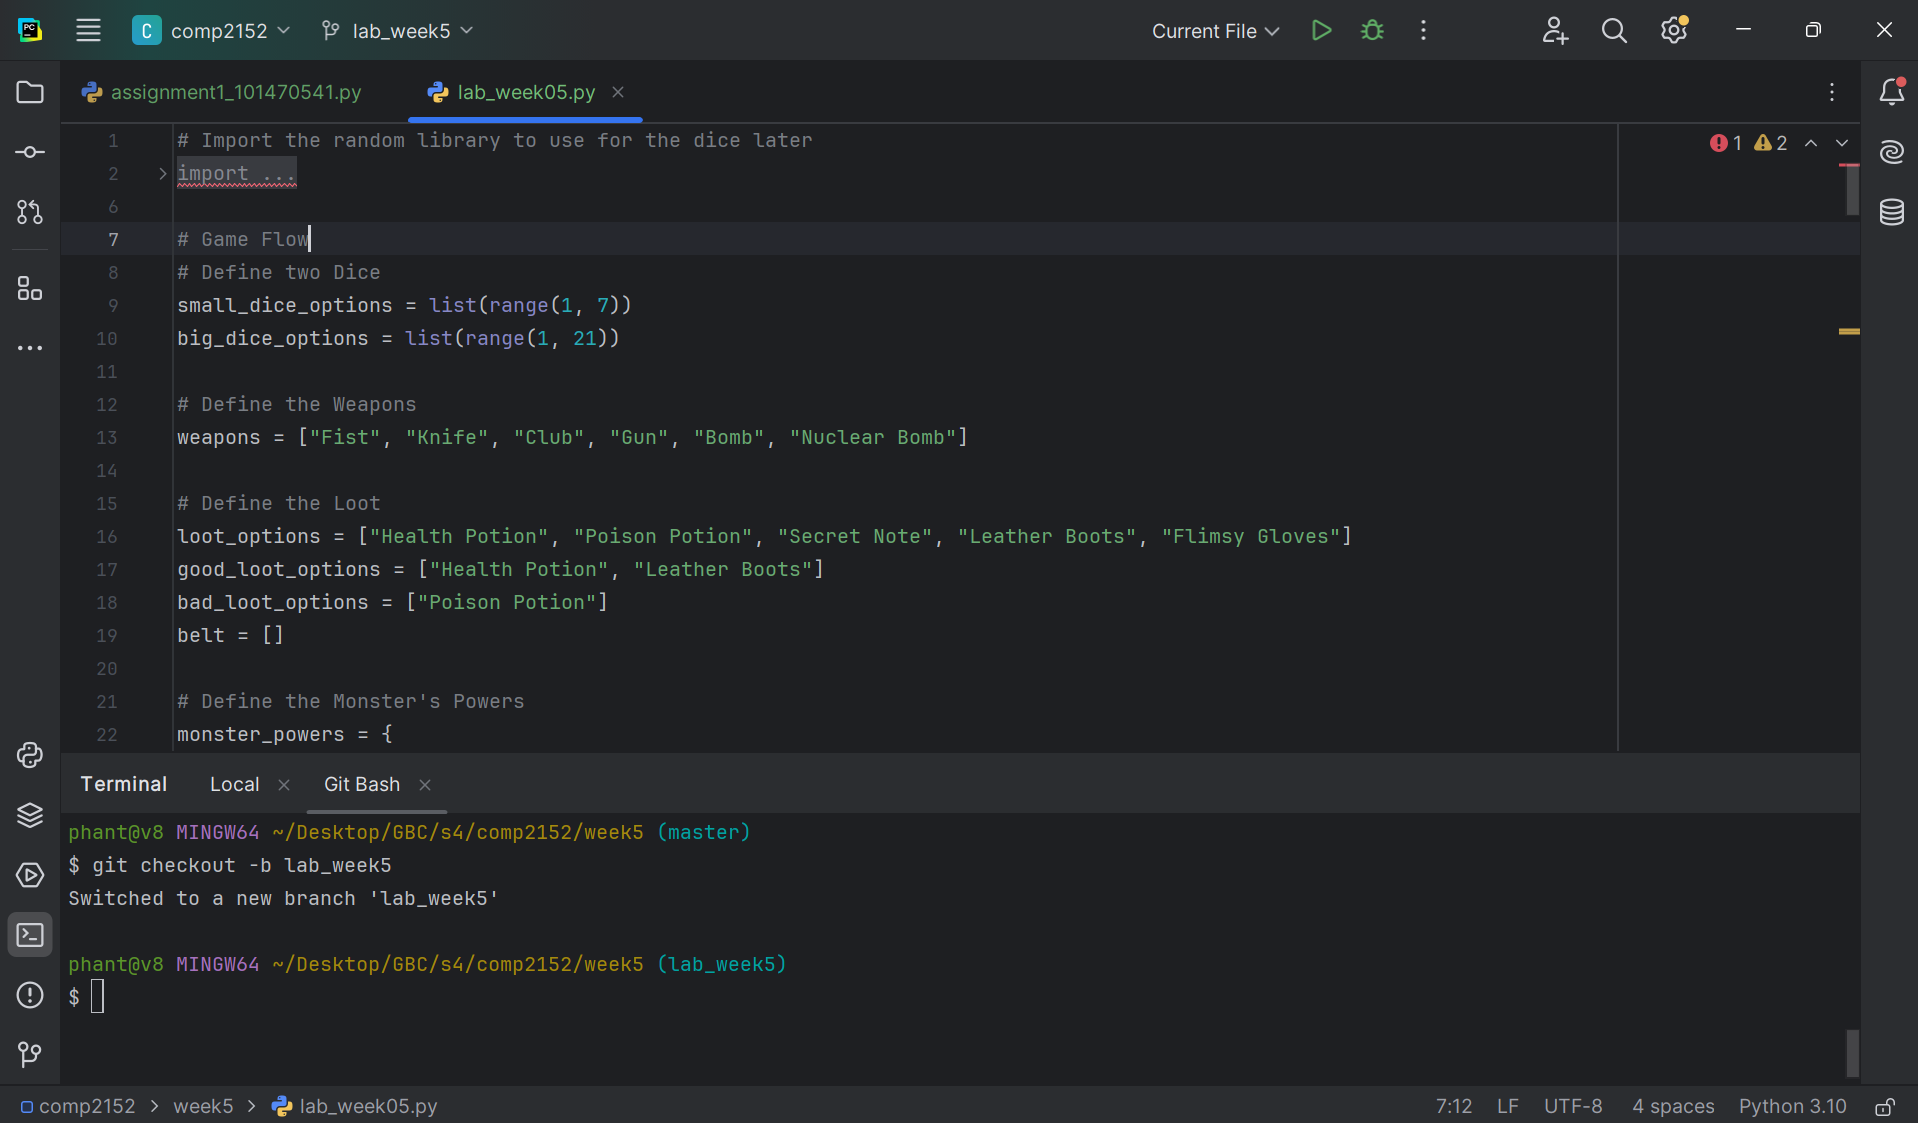 PC
C comp2152 lab_week5 Current File
assignment1_101470541.py lab_week05.py
1 2
1 # Import the random library to use for the dice later
2 import ...
6
7 # Game Flow
8 # Define two Dice
9 small_dice_options = list(range(1, 7))
10 big_dice_options = list(range(1, 21))
11
12 # Define the Weapons
13 weapons = ["Fist", "Knife", "Club", "Gun", "Bomb", "Nuclear Bomb"]
14
15 # Define the Loot
16 loot_options = ["Health Potion", "Poison Potion", "Secret Note", "Leather Boots", "Flimsy Gloves"]
17 good_loot_options = ["Health Potion", "Leather Boots"]
18 bad_loot_options = ["Poison Potion"]
19 belt = []
20
21 # Define the Monster's Powers
22 monster_powers = {
Terminal Local Git Bash
phant@v8 MINGW64 ~/Desktop/GBC/s4/comp2152/week5 (master)
$ git checkout -b lab_week5
Switched to a new branch 'lab_week5'
phant@v8 MINGW64 ~/Desktop/GBC/s4/comp2152/week5 (lab_week5)
$
comp2152 > week5 > lab_week05.py 7:12 LF UTF-8 4 spaces Python 3.10